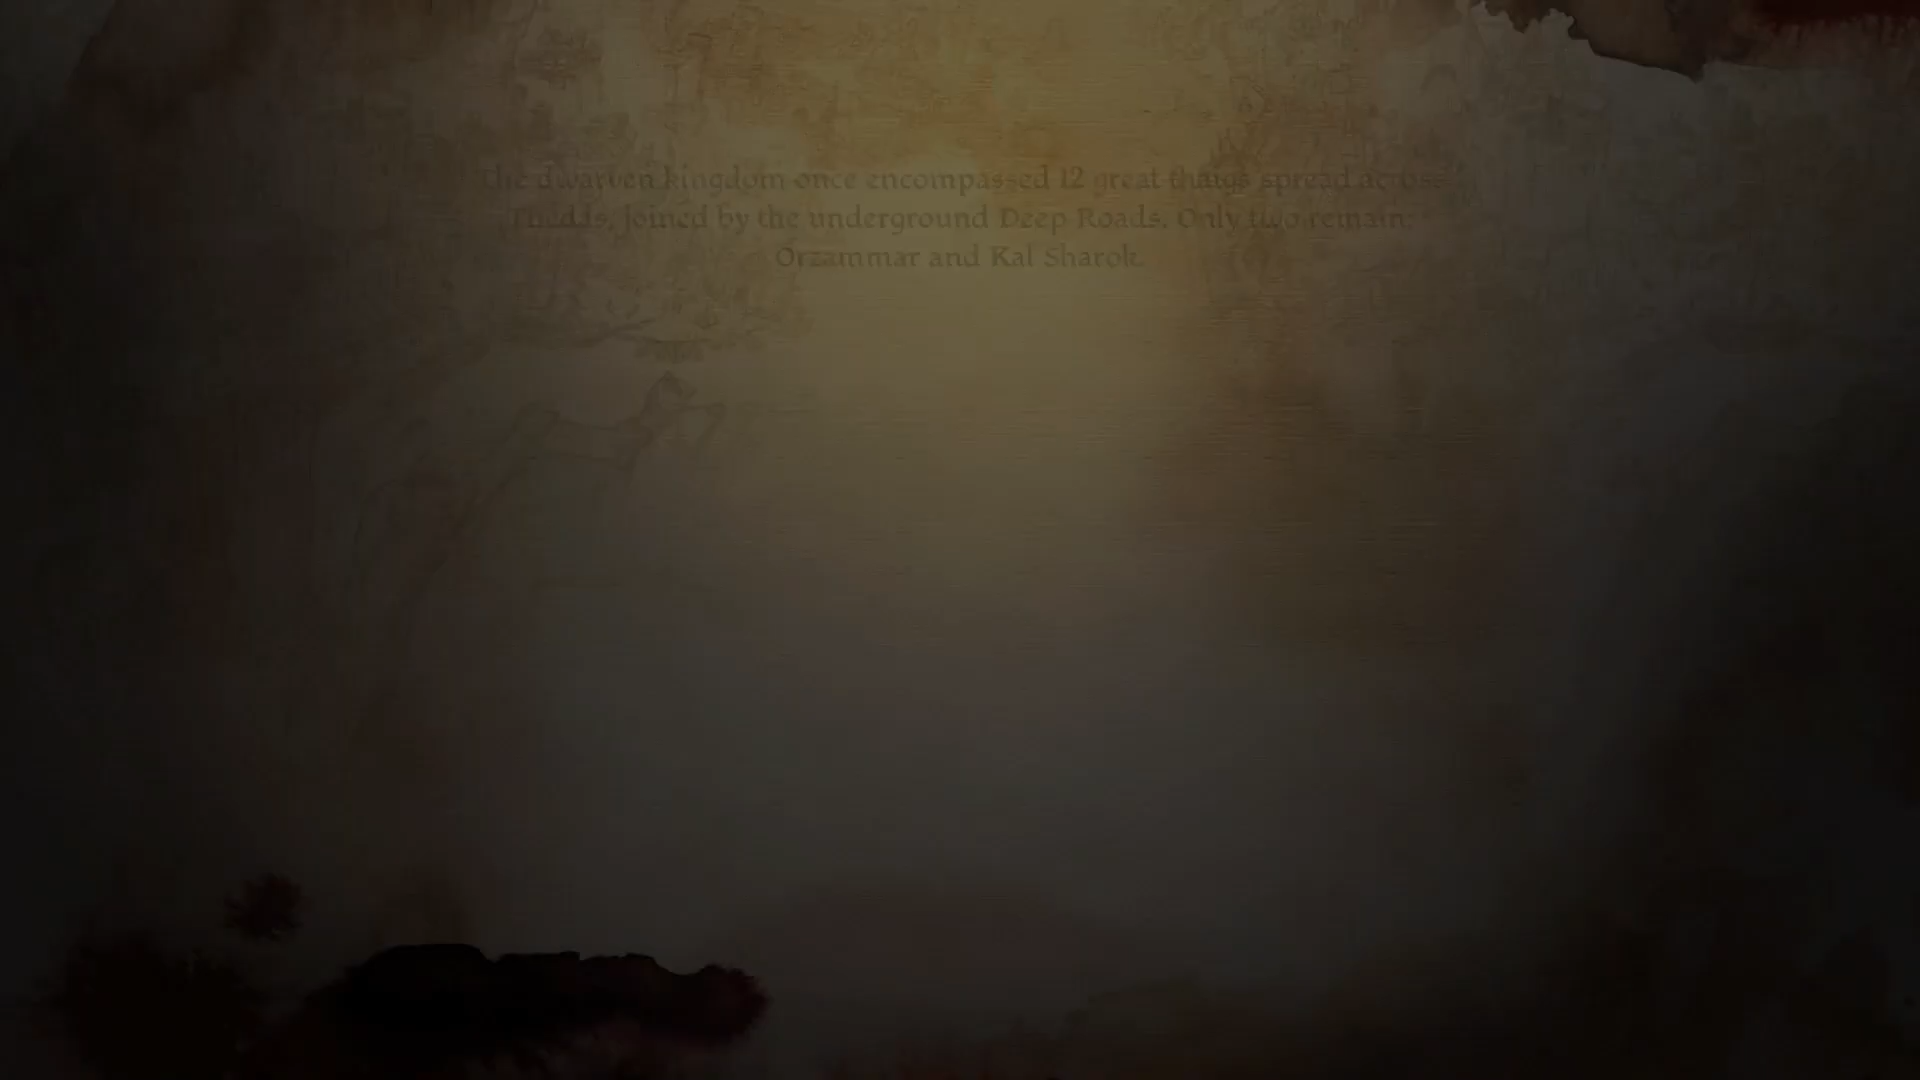 The dwarven kingdom once encompassed 12 great thaigs spread across
Thedas, joined by the underground Deep Roads. Only two remain:
Orzammar and Kal Sharok.